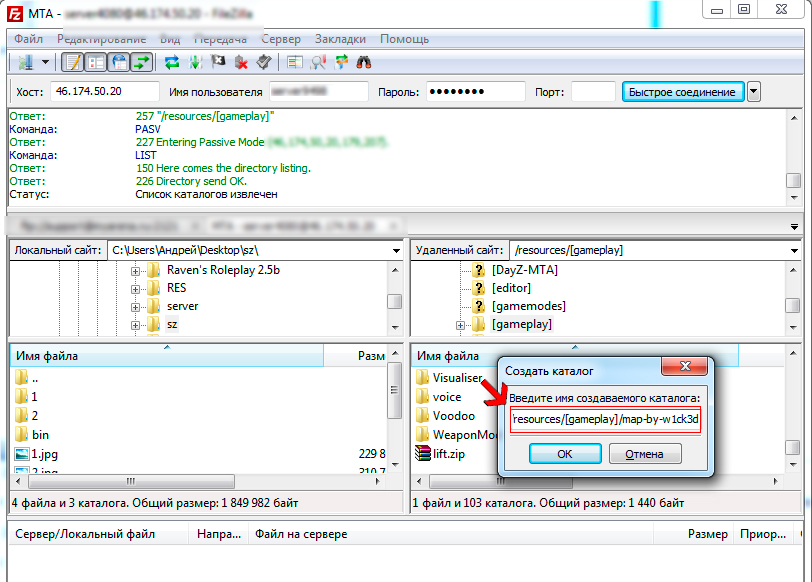 MTA -
Файл Редактирование Вид Передача Сервер Закладки Помощь
Хост: 46.174.50.20 Имя пользователя Пароль: •••••••• Порт: Быстрое соединение
Ответ: 257 "/resources/[gameplay]"
Команда: PASV
Ответ: 227 Entering Passive Mode
Команда: LIST
Ответ: 150 Here comes the directory listing.
Ответ: 226 Directory send OK.
Статус: Список каталогов извлечен
Локальный сайт: C:\Users\Андрей\Desktop\sz\
Raven's Roleplay 2.5b
RES
server
sz
Имя файла Разм
..
1
2
bin
1.jpg 229 8
2.jpg 310 7
4 файла и 3 каталога. Общий размер: 1 849 982 байт
Удаленный сайт: /resources/[gameplay]
[DayZ-MTA]
[editor]
[gamemodes]
[gameplay]
Имя файла
Visualiser
voice
Voodoo
WeaponMo
lift.zip
1 файл и 103 каталога. Общий размер: 1 440 байт
Создать каталог
Введите имя создаваемого каталога:
resources/[gameplay]/map-by-w1ck3d
OK Отмена
Сервер/Локальный файл Напра... Файл на сервере Размер Приор...